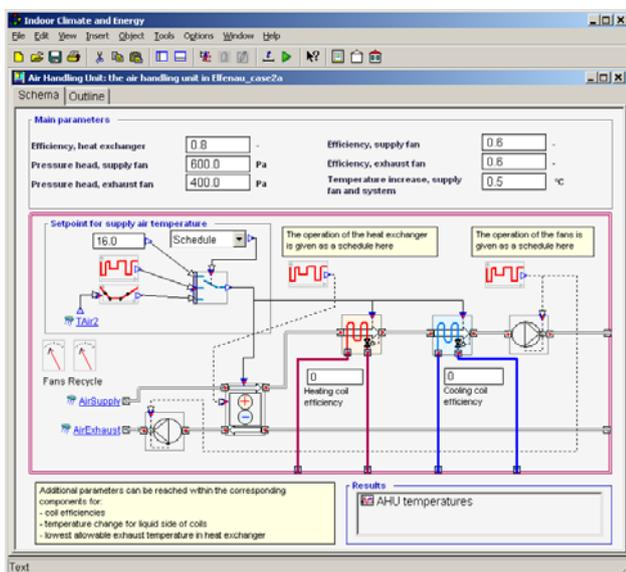 Indoor Climate and Energy
File Edit View Insert Object Tools Options Window Help
Air Handling Unit: the air handling unit in Elfenau_case2a
Schema Outline
Main parameters
Efficiency, heat exchanger 0.8 - Efficiency, supply fan 0.6 -
Pressure head, supply fan 600.0 Pa Efficiency, exhaust fan 0.6 -
Pressure head, exhaust fan 400.0 Pa Temperature increase, supply fan and system 0.5 °C
Setpoint for supply air temperature
16.0 Schedule
The operation of the heat exchanger
is given as a schedule here
The operation of the fans is
given as a schedule here
TAir2
Fans Recycle
0
Heating coil
efficiency
0
Cooling coil
efficiency
AirSupply
AirExhaust
Additional parameters can be reached within the corresponding
components for:
- coil efficiencies
- temperature change for liquid side of coils
- lowest allowable exhaust temperature in heat exchanger
Results
AHU temperatures
Text